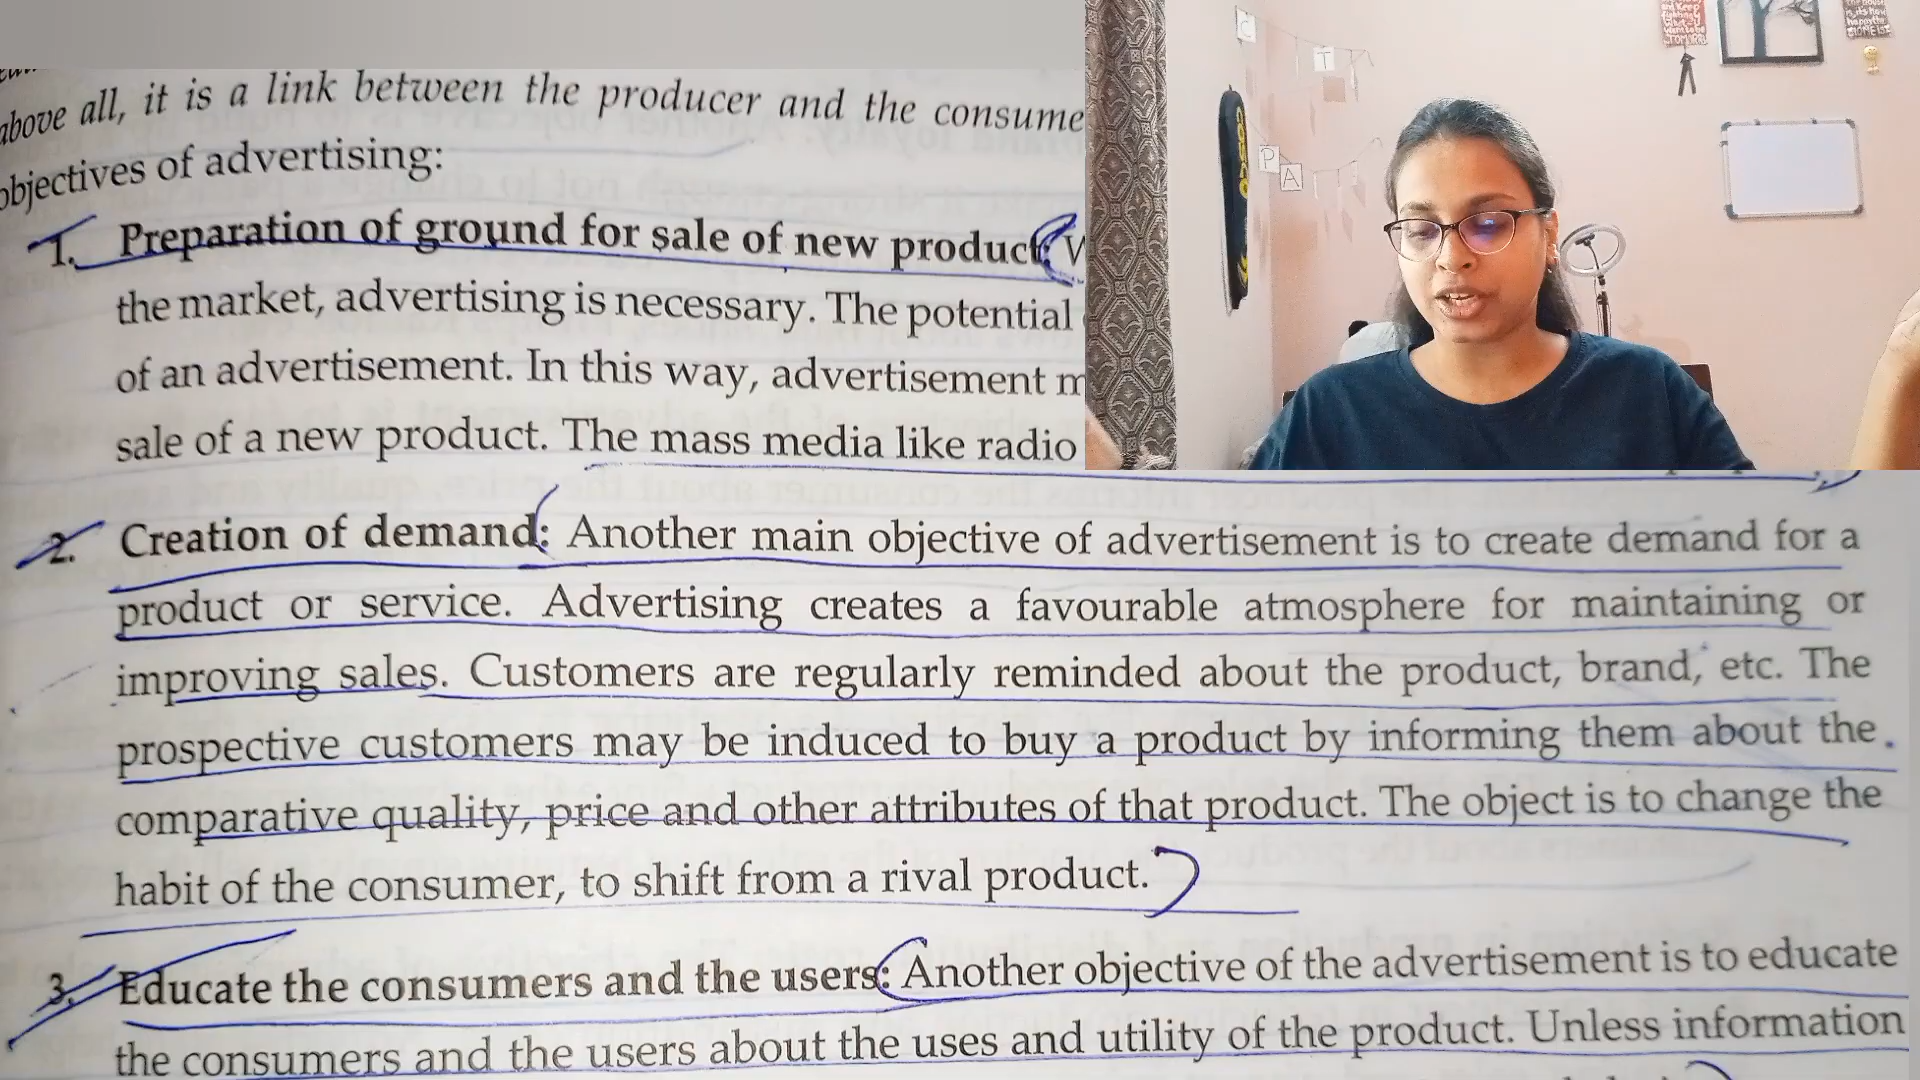 above all, it is a link between the producer and the consume
objectives of advertising:
1. Preparation of ground for sale of new product:
the market, advertising is necessary. The potential
of an advertisement. In this way, advertisement m
sale of a new product. The mass media like radio
2. Creation of demand: Another main objective of advertisement is to create demand for a
product or service. Advertising creates a favourable atmosphere for maintaining or
improving sales. Customers are regularly reminded about the product, brand, etc. The
prospective customers may be induced to buy a product by informing them about the
comparative quality, price and other attributes of that product. The object is to change the
habit of the consumer, to shift from a rival product.
3. Educate the consumers and the users: Another objective of the advertisement is to educate
the consumers and the users about the uses and utility of the product. Unless information
C
T
P
A
COSCO